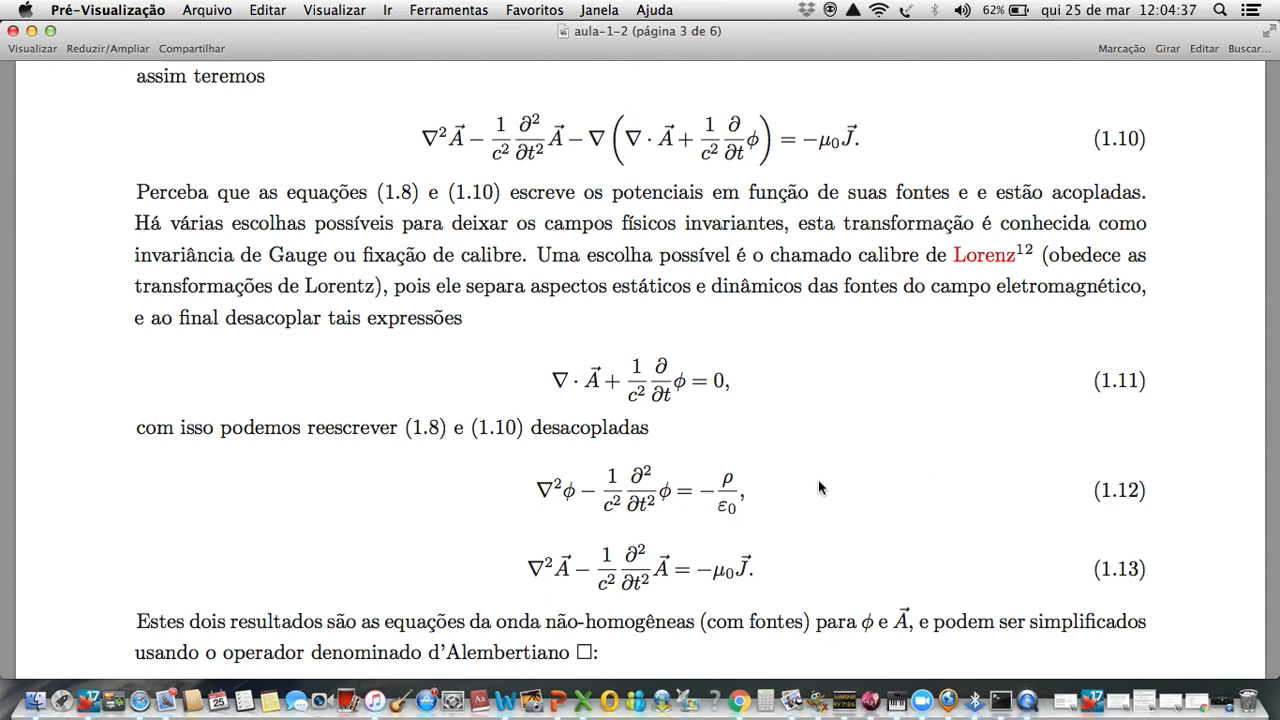 Pré-Visualização Arquivo Editar Visualizar Ir Ferramentas Favoritos Janela Ajuda 62% qui 25 de mar 12:04:37
aula-1-2 (página 3 de 6)
Visualizar Reduzir/Ampliar Compartilhar Marcação Girar Editar Buscar...
assim teremos
∇²A⃗ − 1/c² ∂²/∂t² A⃗ − ∇ (∇ · A⃗ + 1/c² ∂/∂t ϕ) = −μ₀J⃗. (1.10)
Perceba que as equações (1.8) e (1.10) escreve os potenciais em função de suas fontes e e estão acopladas.
Há várias escolhas possíveis para deixar os campos físicos invariantes, esta transformação é conhecida como
invariância de Gauge ou fixação de calibre. Uma escolha possível é o chamado calibre de Lorenz¹² (obedece as
transformações de Lorentz), pois ele separa aspectos estáticos e dinâmicos das fontes do campo eletromagnético,
e ao final desacoplar tais expressões
∇ · A⃗ + 1/c² ∂/∂t ϕ = 0, (1.11)
com isso podemos reescrever (1.8) e (1.10) desacopladas
∇²ϕ − 1/c² ∂²/∂t² ϕ = −ρ/ε₀, (1.12)
∇²A⃗ − 1/c² ∂²/∂t² A⃗ = −μ₀J⃗. (1.13)
Estes dois resultados são as equações da onda não-homogêneas (com fontes) para ϕ e A⃗, e podem ser simplificados
usando o operador denominado d'Alembertiano □: